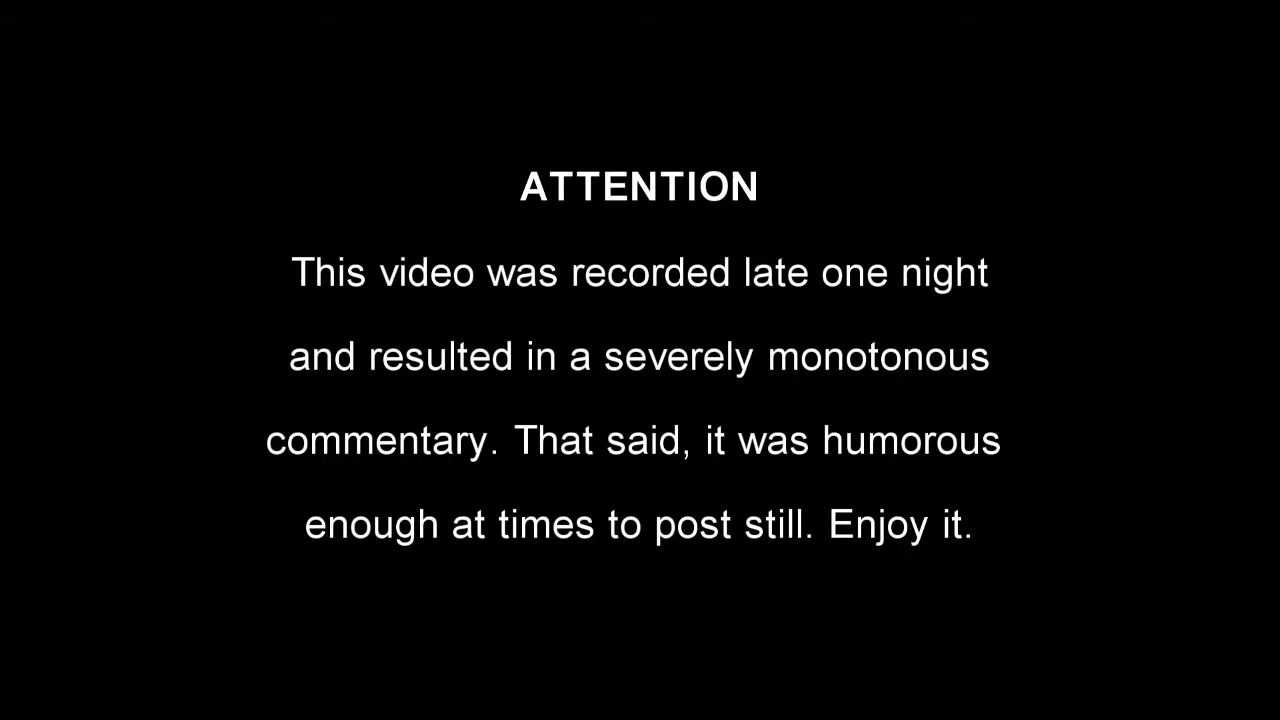 ATTENTION
This video was recorded late one night
and resulted in a severely monotonous
commentary. That said, it was humorous
enough at times to post still. Enjoy it.